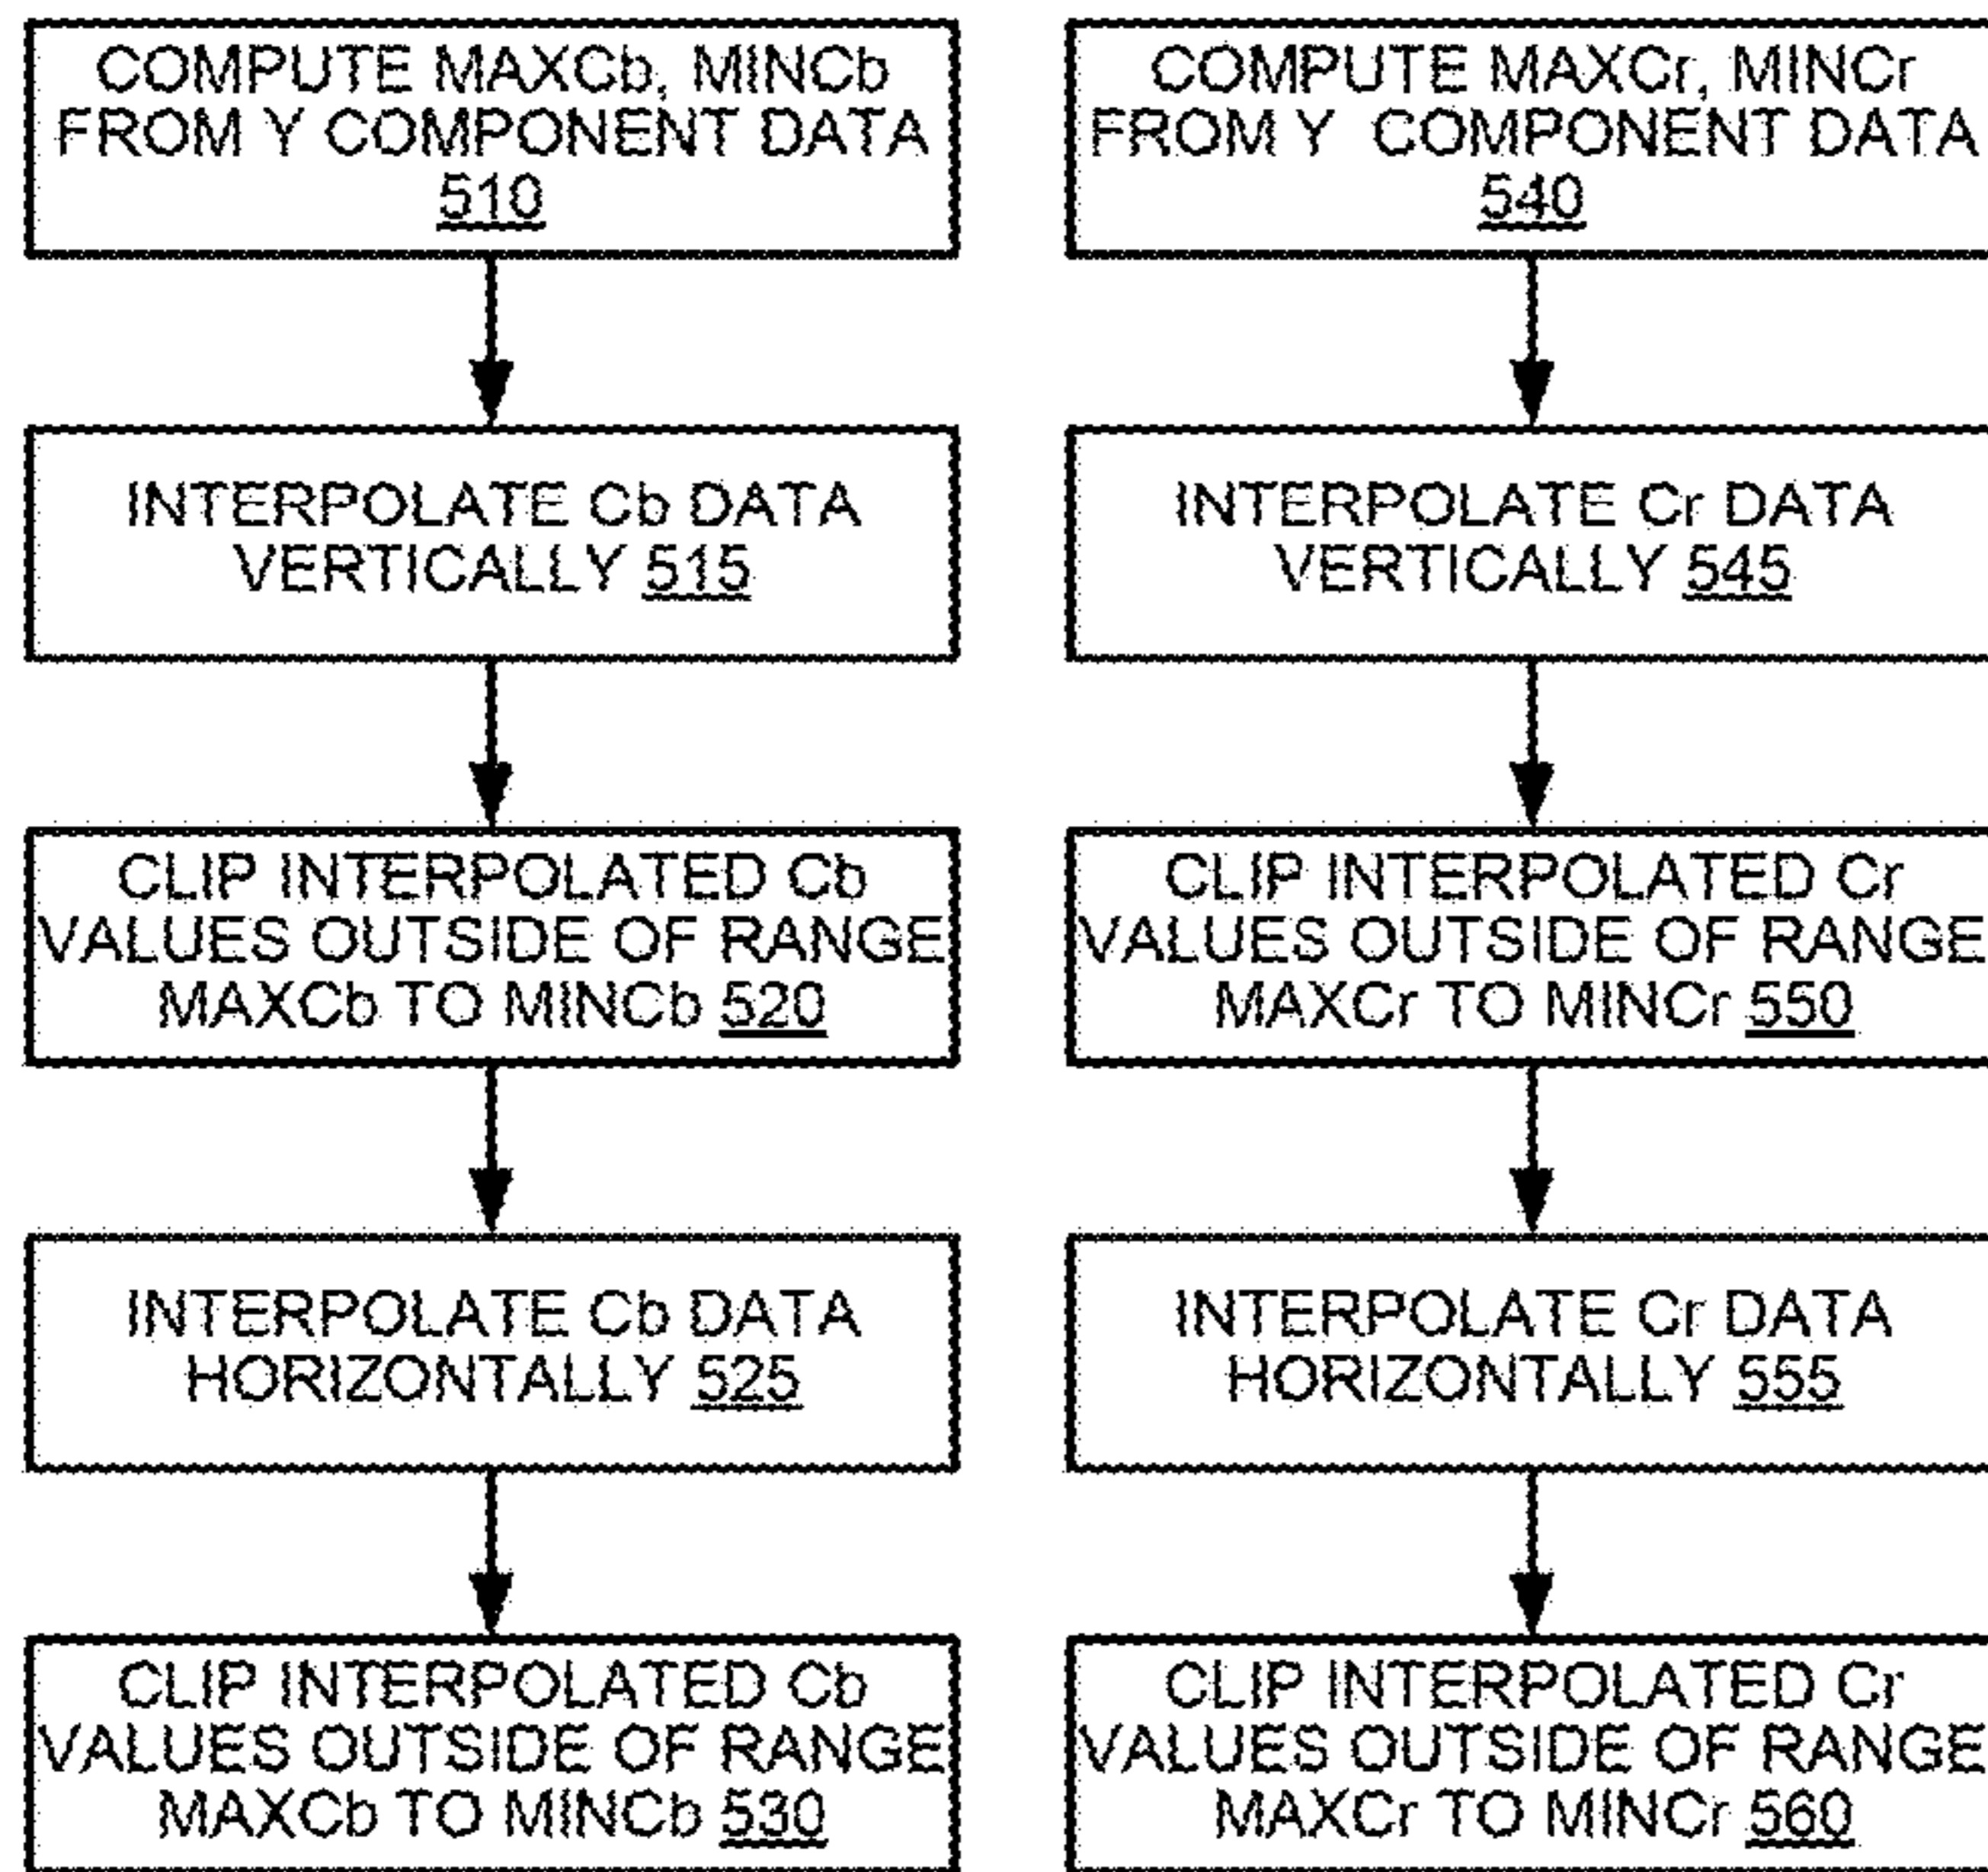 COMPUTE MAXCb, MINCb
FROM Y COMPONENT DATA
510
INTERPOLATE Cb DATA
VERTICALLY 515
CLIP INTERPOLATED Cb
VALUES OUTSIDE OF RANGE
MAXCb TO MINCb 520
INTERPOLATE Cb DATA
HORIZONTALLY 525
CLIP INTERPOLATED Cb
VALUES OUTSIDE OF RANGE
MAXCb TO MINCb 530
COMPUTE MAXCr, MINCr
FROM Y COMPONENT DATA
540
INTERPOLATE Cr DATA
VERTICALLY 545
CLIP INTERPOLATED Cr
VALUES OUTSIDE OF RANGE
MAXCr TO MINCr 550
INTERPOLATE Cr DATA
HORIZONTALLY 555
CLIP INTERPOLATED Cr
VALUES OUTSIDE OF RANGE
MAXCr TO MINCr 560